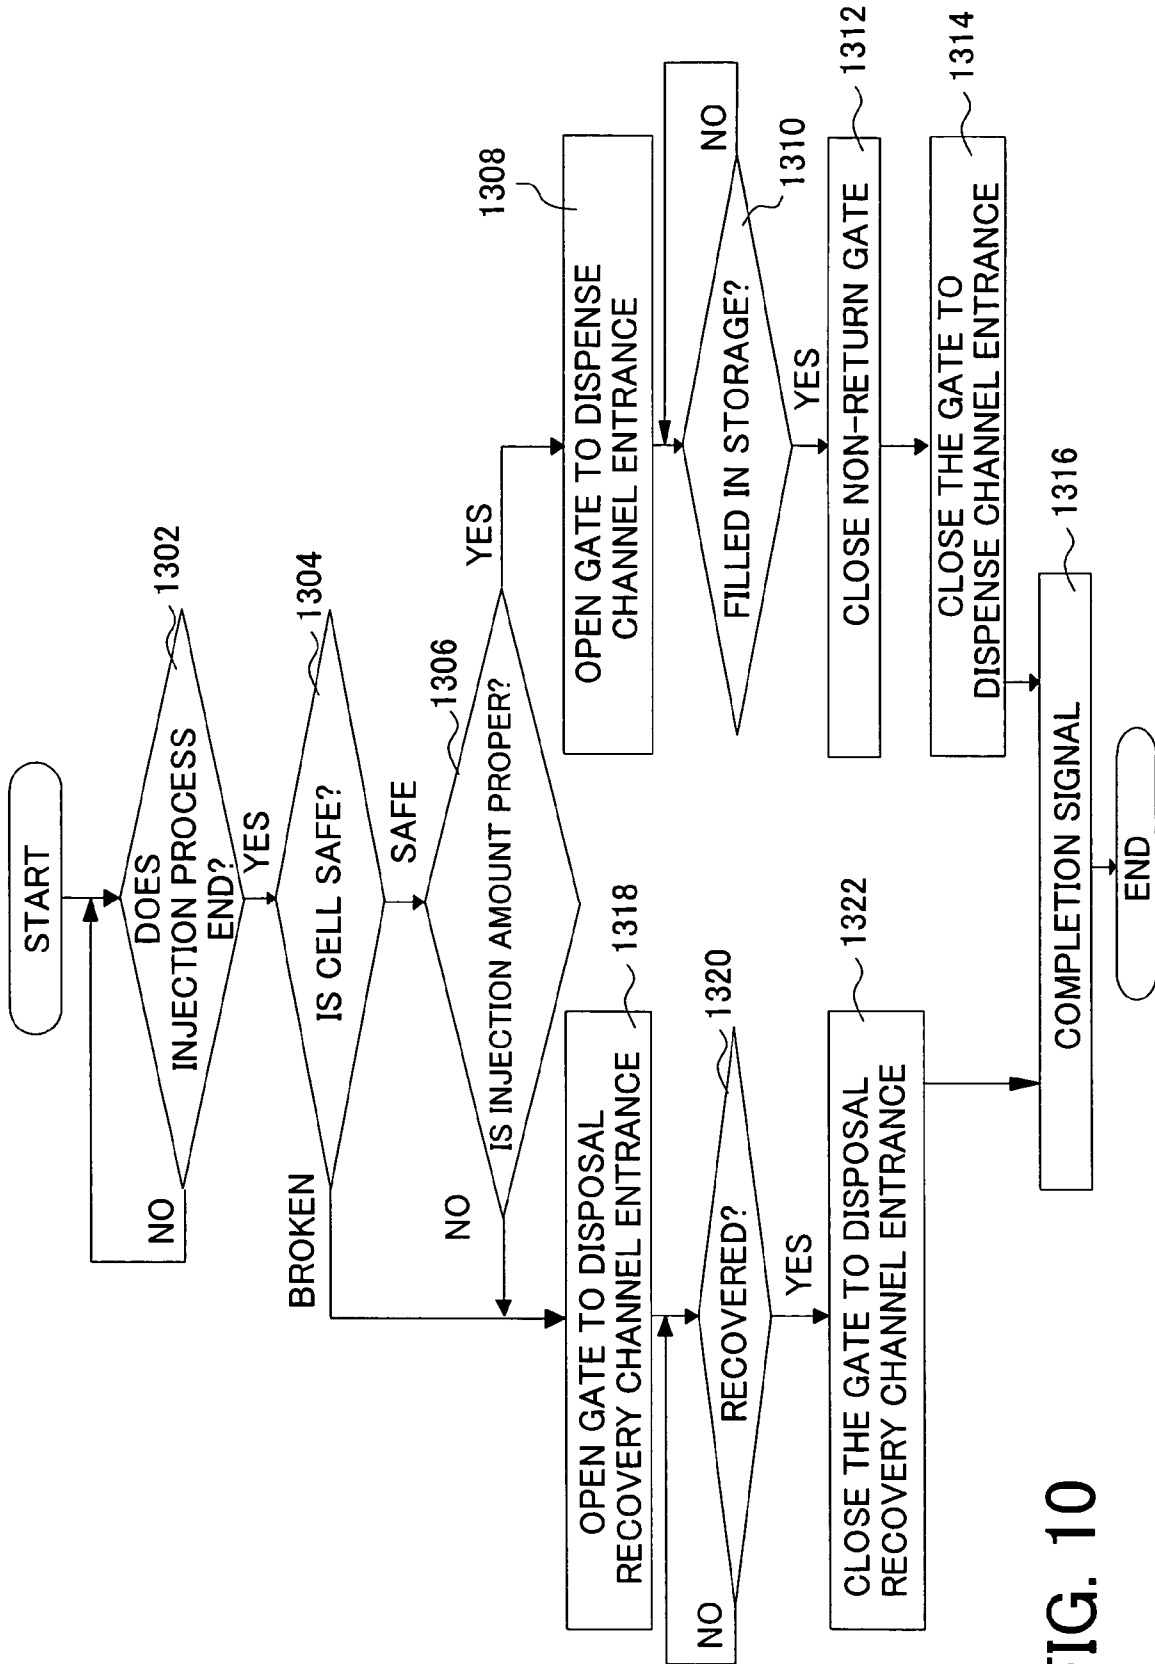 START
DOES
INJECTION PROCESS
END?
1302
NO
YES
IS CELL SAFE?
1304
BROKEN
SAFE
IS INJECTION AMOUNT PROPER?
1306
NO
YES
OPEN GATE TO DISPOSAL
RECOVERY CHANNEL ENTRANCE
1318
OPEN GATE TO DISPENSE
CHANNEL ENTRANCE
1308
RECOVERED?
1320
NO
YES
FILLED IN STORAGE?
1310
NO
YES
CLOSE THE GATE TO DISPOSAL
RECOVERY CHANNEL ENTRANCE
1322
CLOSE NON-RETURN GATE
1312
CLOSE THE GATE TO
DISPENSE CHANNEL ENTRANCE
1314
COMPLETION SIGNAL
1316
END
FIG. 10